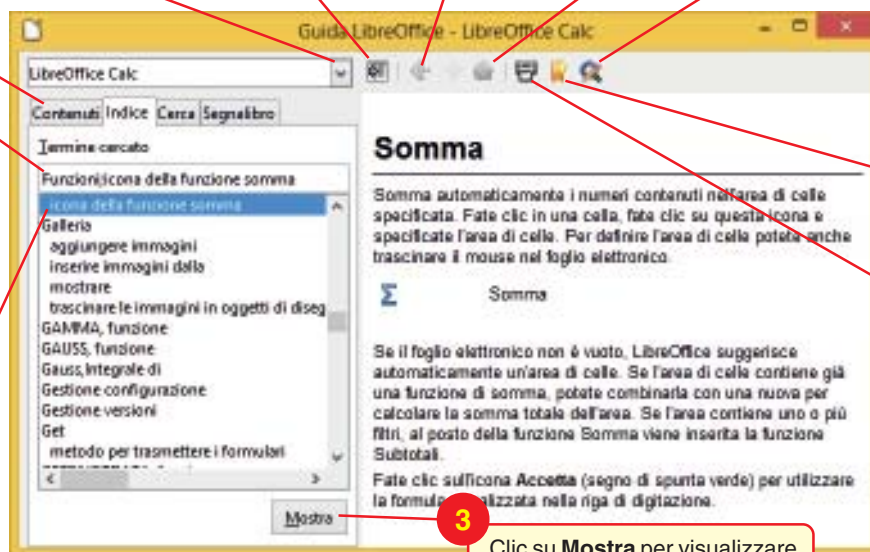 Guida LibreOffice - LibreOffice Calc
LibreOffice Calc
Contenuti Indice Cerca Segnalibro
Termine cercato
Funzioni;icona della funzione somma
icona della funzione somma
Galleria
aggiungere immagini
inserire immagini dalla
mostrare
trascinare le immagini in oggetti di diseg
GAMMA, funzione
GAUSS, funzione
Gauss,Integrale di
Gestione configurazione
Gestione versioni
Get
metodo per trasmettere i formulari
Mostra
Somma
Somma automaticamente i numeri contenuti nell'area di celle
specificata. Fate clic in una cella, fate clic su questa icona e
specificate l'area di celle. Per definire l'area di celle potete anche
trascinare il mouse nel foglio elettronico.
Σ Somma
Se il foglio elettronico non è vuoto, LibreOffice suggerisce
automaticamente un'area di celle. Se l'area di celle contiene già
una funzione di somma, potete combinarla con una nuova per
calcolare la somma totale dell'area. Se l'area contiene uno o più
filtri, al posto della funzione Somma viene inserita la funzione
Subtotali.
Fate clic sull'icona Accetta (segno di spunta verde) per utilizzare
la formula nella riga di digitazione.
3
Clic su Mostra per visualizzare